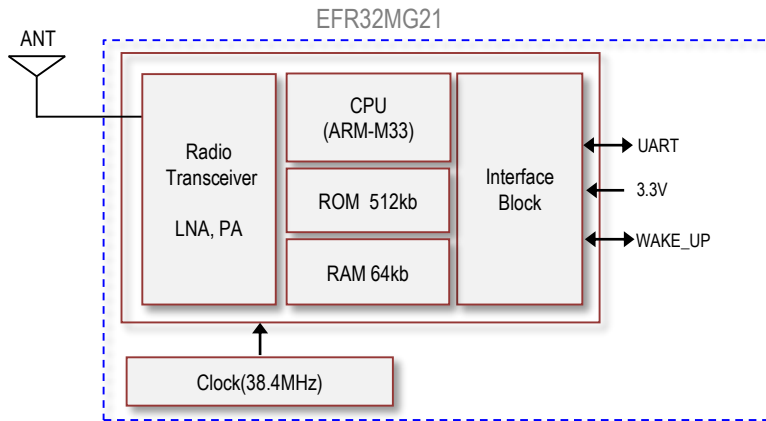 EFR32MG21
ANT
Radio
Transceiver
LNA, PA
CPU
(ARM-M33)
ROM 512kb
RAM 64kb
Interface
Block
UART
3.3V
WAKE_UP
Clock(38.4MHz)